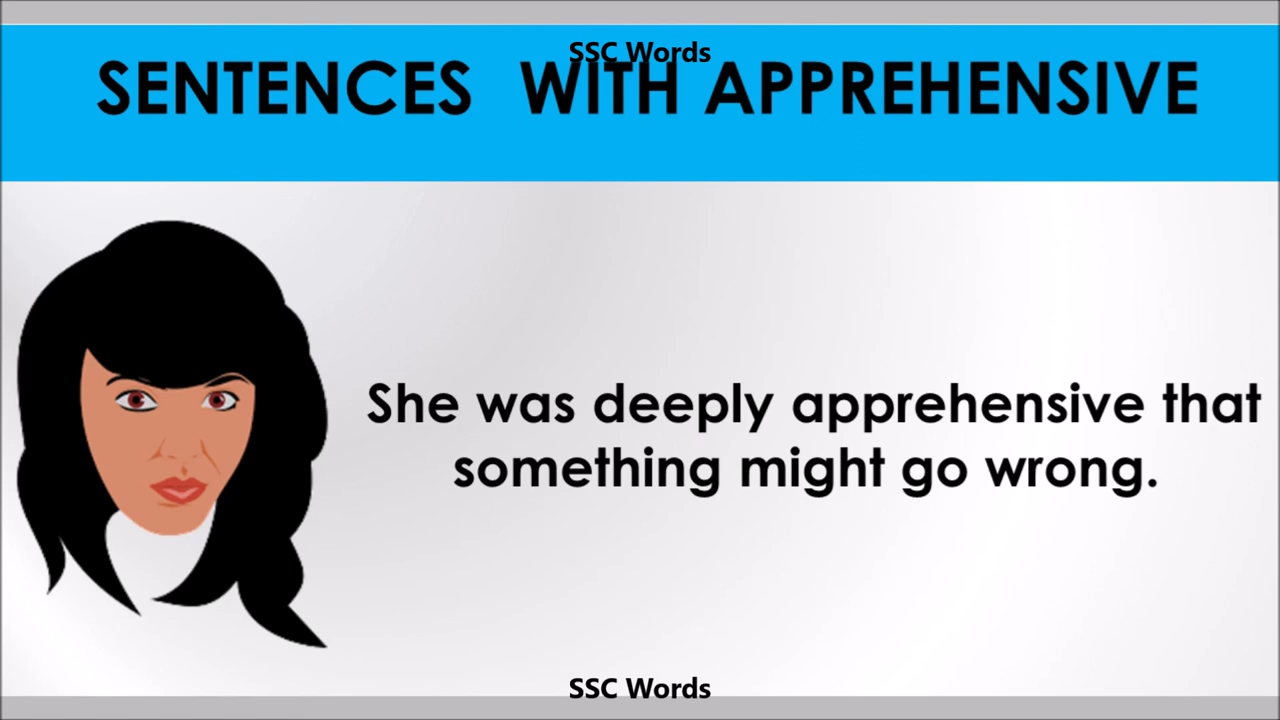 SSC Words
SENTENCES WITH APPREHENSIVE
She was deeply apprehensive that
something might go wrong.
SSC Words